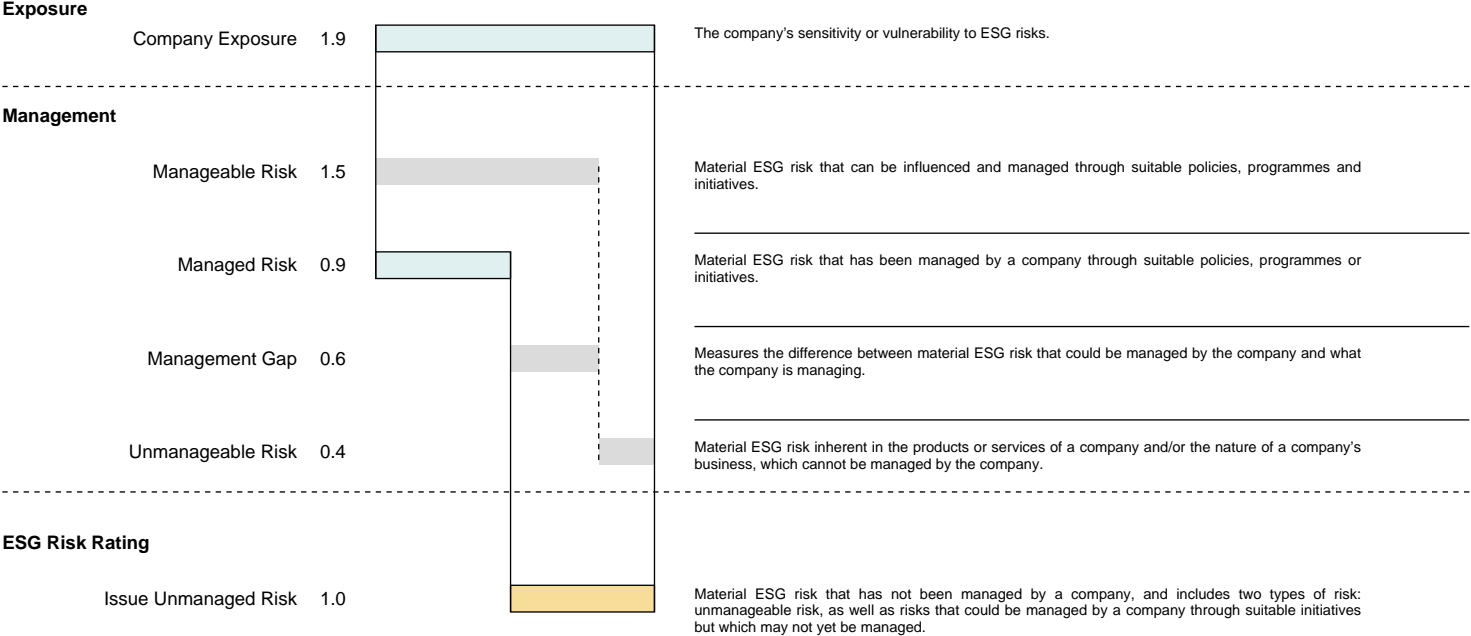 Exposure
Company Exposure 1.9
The company’s sensitivity or vulnerability to ESG risks.
Management
Manageable Risk 1.5
Material ESG risk that can be influenced and managed through suitable policies, programmes and
initiatives.
Managed Risk 0.9
Material ESG risk that has been managed by a company through suitable policies, programmes or
initiatives.
Management Gap 0.6
Measures the difference between material ESG risk that could be managed by the company and what
the company is managing.
Unmanageable Risk 0.4
Material ESG risk inherent in the products or services of a company and/or the nature of a company’s
business, which cannot be managed by the company.
ESG Risk Rating
Issue Unmanaged Risk 1.0
Material ESG risk that has not been managed by a company, and includes two types of risk:
unmanageable risk, as well as risks that could be managed by a company through suitable initiatives
but which may not yet be managed.